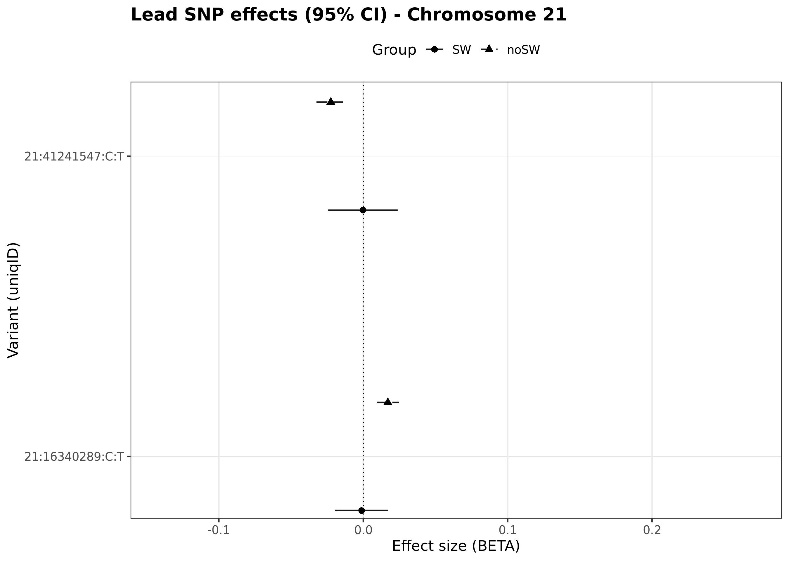 Lead SNP effects (95% CI) - Chromosome 21
Group SW noSW
21:41241547:C:T
21:16340289:C:T
Variant (uniqID)
-0.1 0.0 0.1 0.2
Effect size (BETA)